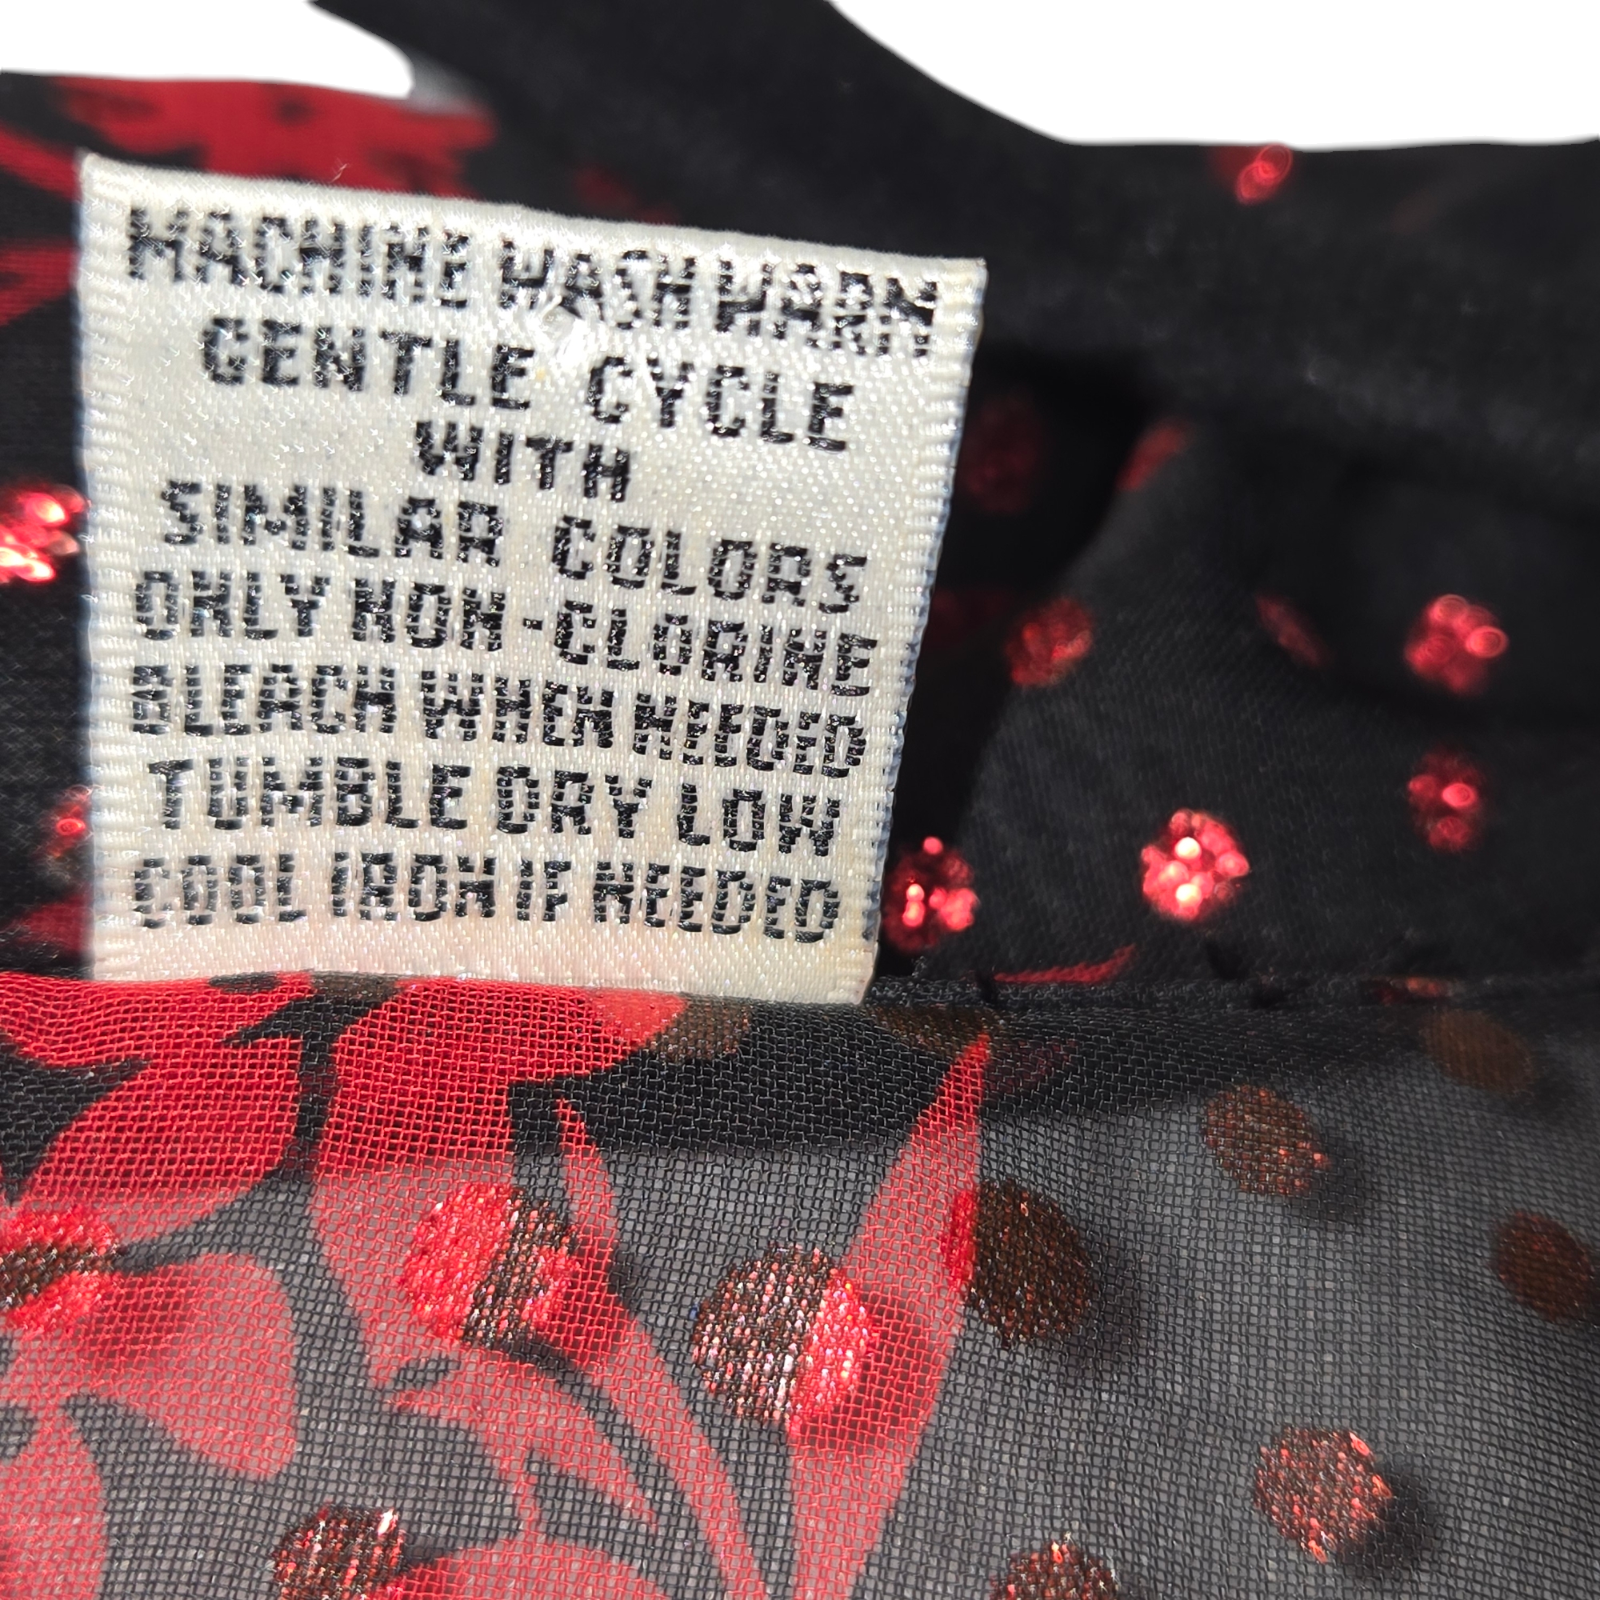 MACHINE WASH WARN
GENTLE CYCLE
WITH
SIMILAR COLORS
ONLY NON-CLORINE
BLEACH WHEN NEEDED
TUMBLE DRY LOW
COOL IRON IF NEEDED